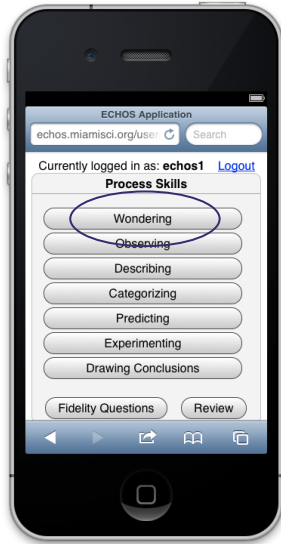 ECHOS Application
echos.miamisci.org/user
Search
Currently logged in as: echos1 Logout
Process Skills
Wondering
Observing
Describing
Categorizing
Predicting
Experimenting
Drawing Conclusions
Fidelity Questions Review